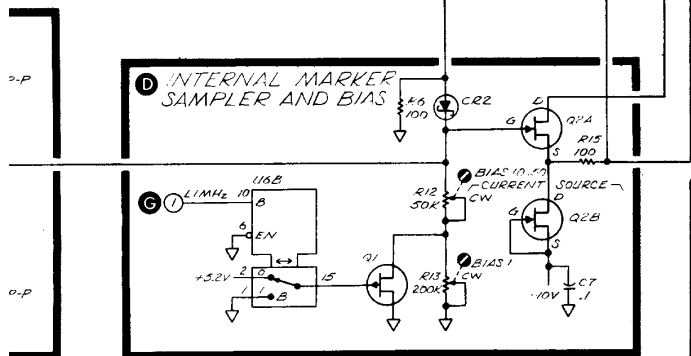 D INTERNAL MARKER
SAMPLER AND BIAS
P-P
R6
100
CR2
D
G
Q2A
S
R15
100
BIAS 10-50
CURRENT SOURCE
R12
50K
CW
D
G
Q2B
S
U16B
G 1 L1MHz 10
B
6
EN
+5.2V 2 0
15
1 1 B
Q1
R13
200K
BIAS 1
CW
-10V
C7
.1
P-P